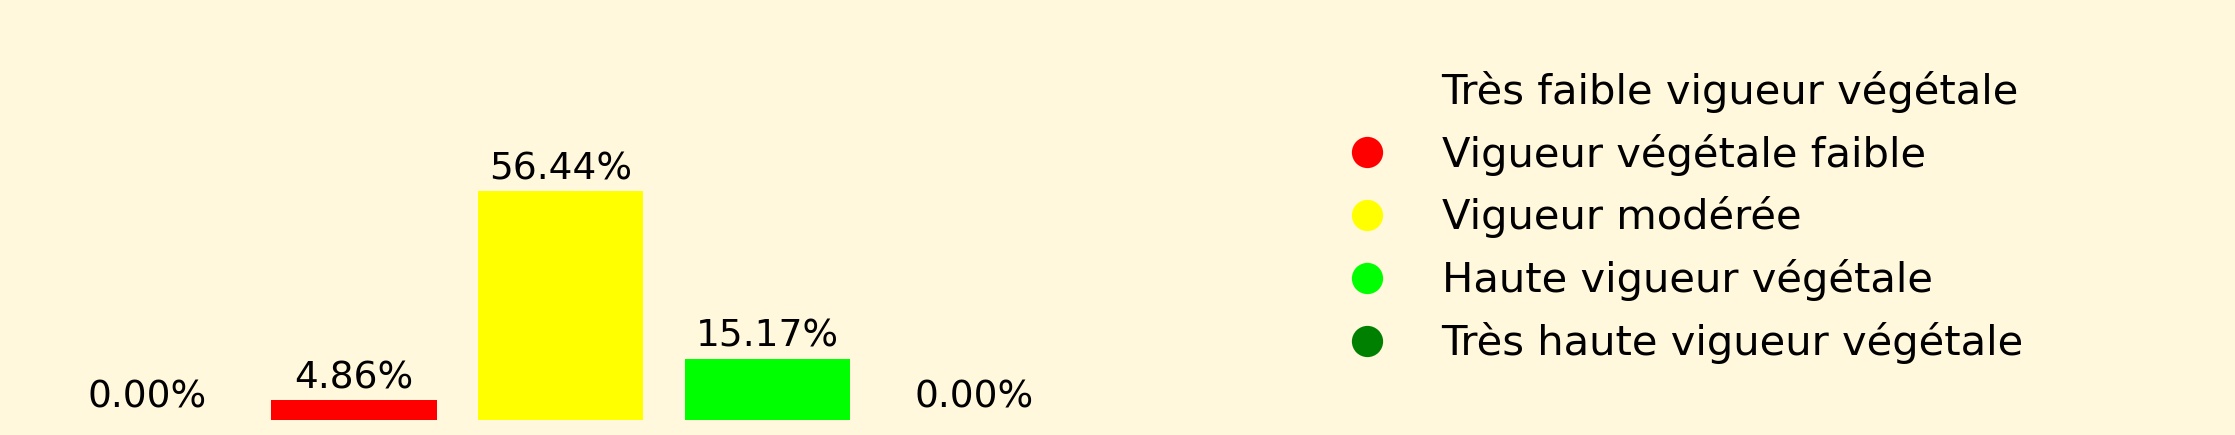 0.00%
4.86%
56.44%
15.17%
0.00%
Très faible vigueur végétale
Vigueur végétale faible
Vigueur modérée
Haute vigueur végétale
Très haute vigueur végétale